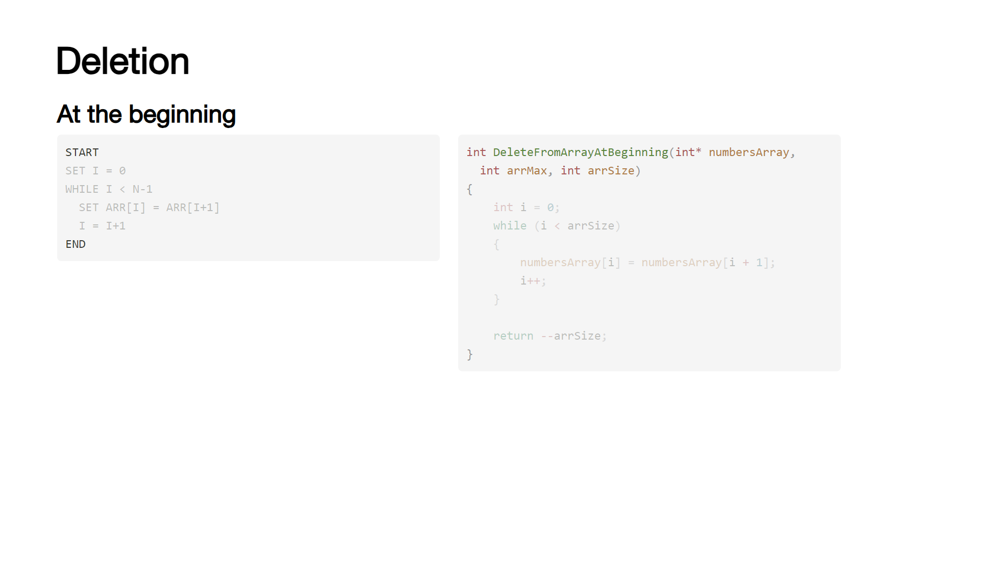 Deletion
At the beginning
START
SET I = 0
WHILE I < N-1
  SET ARR[I] = ARR[I+1]
  I = I+1
END
int DeleteFromArrayAtBeginning(int* numbersArray,
  int arrMax, int arrSize)
{
    int i = 0;
    while (i < arrSize)
    {
        numbersArray[i] = numbersArray[i + 1];
        i++;
    }
    return --arrSize;
}